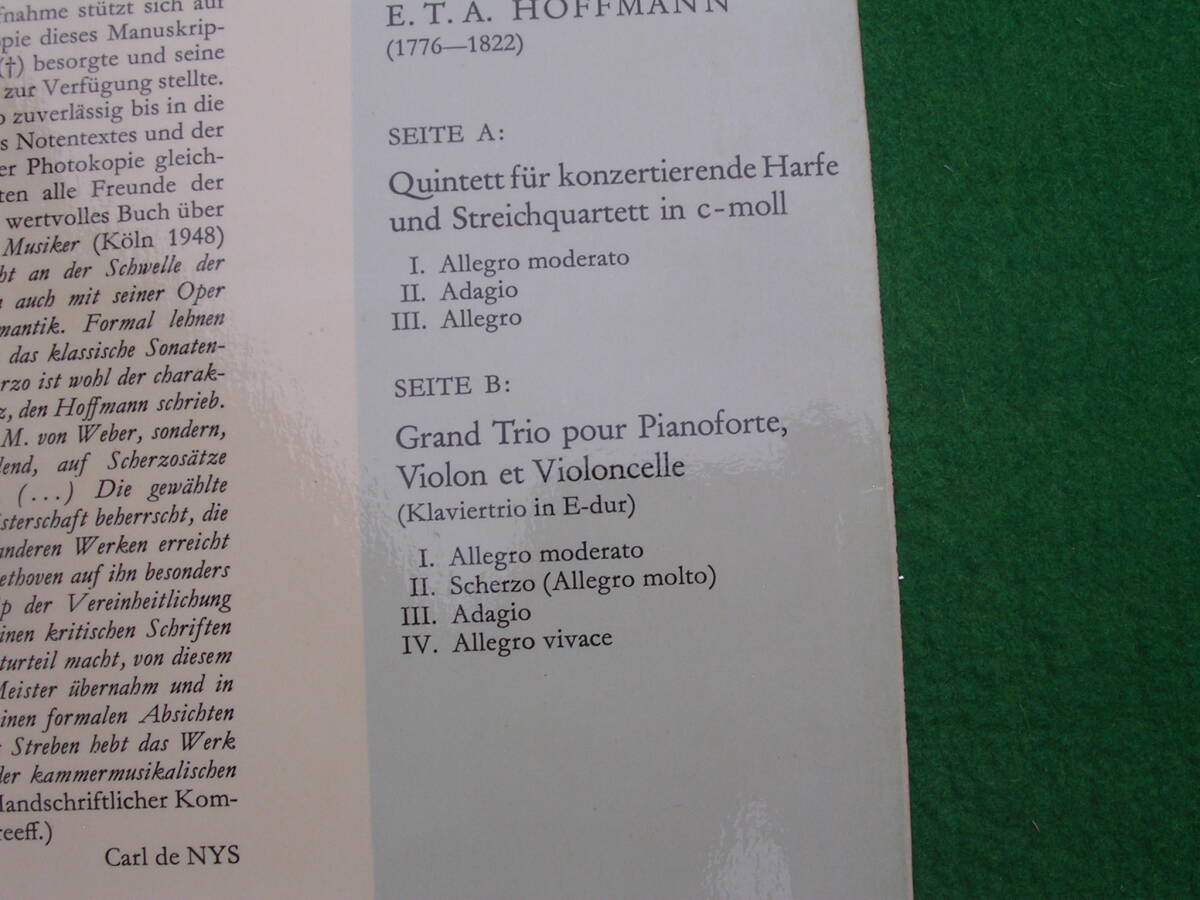 fnahme stützt sich auf
pie dieses Manuskrip-
(†) besorgte und seine
zur Verfügung stellte.
o zuverlässig bis in die
s Notentextes und der
er Photokopie gleich-
ten alle Freunde der
wertvolles Buch über
Musiker (Köln 1948)
ht an der Schwelle der
auch mit seiner Oper
mantik. Formal lehnen
das klassische Sonaten-
rzo ist wohl der charak-
z, den Hoffmann schrieb.
M. von Weber, sondern,
lend, auf Scherzosätze
(...) Die gewählte
isterschaft beherrscht, die
anderen Werken erreicht
ethoven auf ihn besonders
ip der Vereinheitlichung
inen kritischen Schriften
turteil macht, von diesem
Meister übernahm und in
inen formalen Absichten
Streben hebt das Werk
der kammermusikalischen
Handschriftlicher Kom-
reeff.)
Carl de NYS
E. T. A. HOFFMANN
(1776—1822)
SEITE A:
Quintett für konzertierende Harfe
und Streichquartett in c-moll
I. Allegro moderato
II. Adagio
III. Allegro
SEITE B:
Grand Trio pour Pianoforte,
Violon et Violoncelle
(Klaviertrio in E-dur)
I. Allegro moderato
II. Scherzo (Allegro molto)
III. Adagio
IV. Allegro vivace